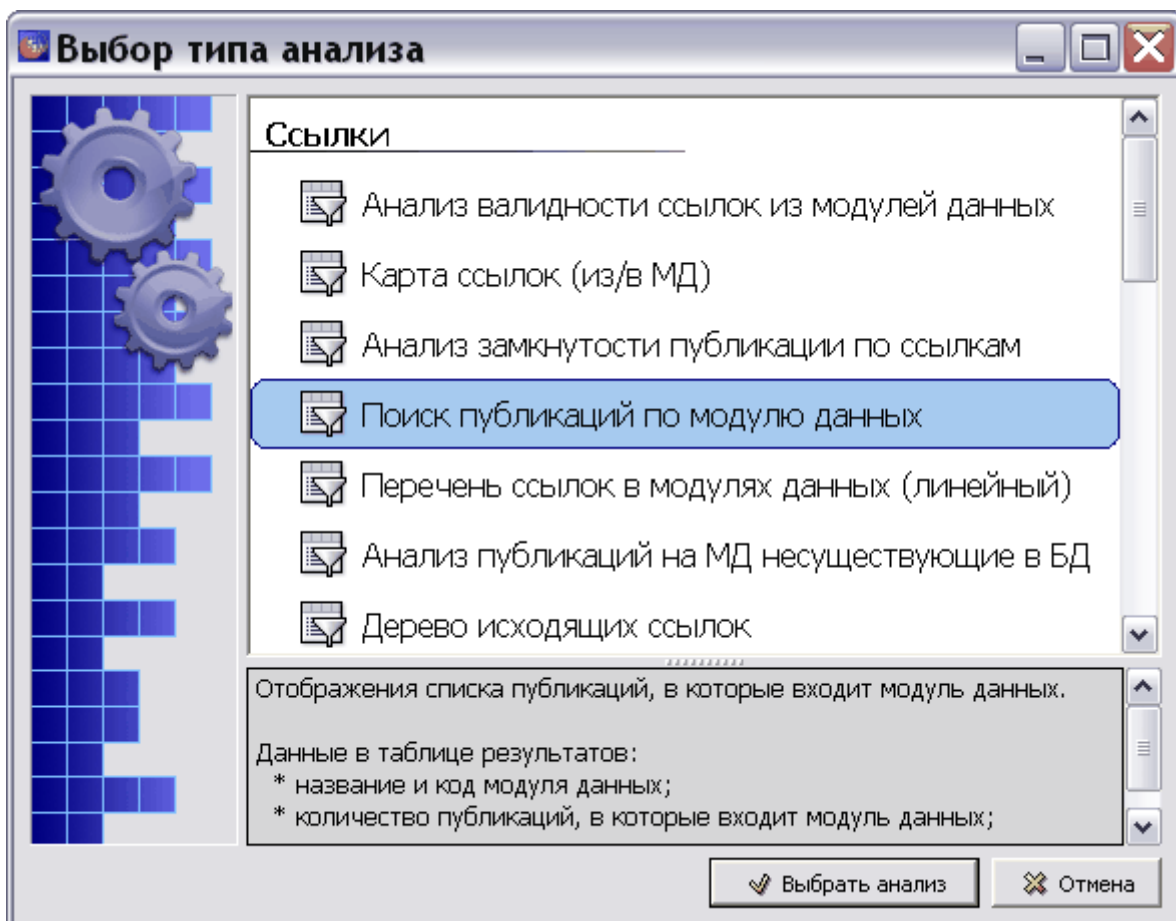 Выбор типа анализа
Ссылки
Анализ валидности ссылок из модулей данных
Карта ссылок (из/в МД)
Анализ замкнутости публикации по ссылкам
Поиск публикаций по модулю данных
Перечень ссылок в модулях данных (линейный)
Анализ публикаций на МД несуществующие в БД
Дерево исходящих ссылок
Отображения списка публикаций, в которые входит модуль данных.
Данные в таблице результатов:
* название и код модуля данных;
* количество публикаций, в которые входит модуль данных;
Выбрать анализ
Отмена